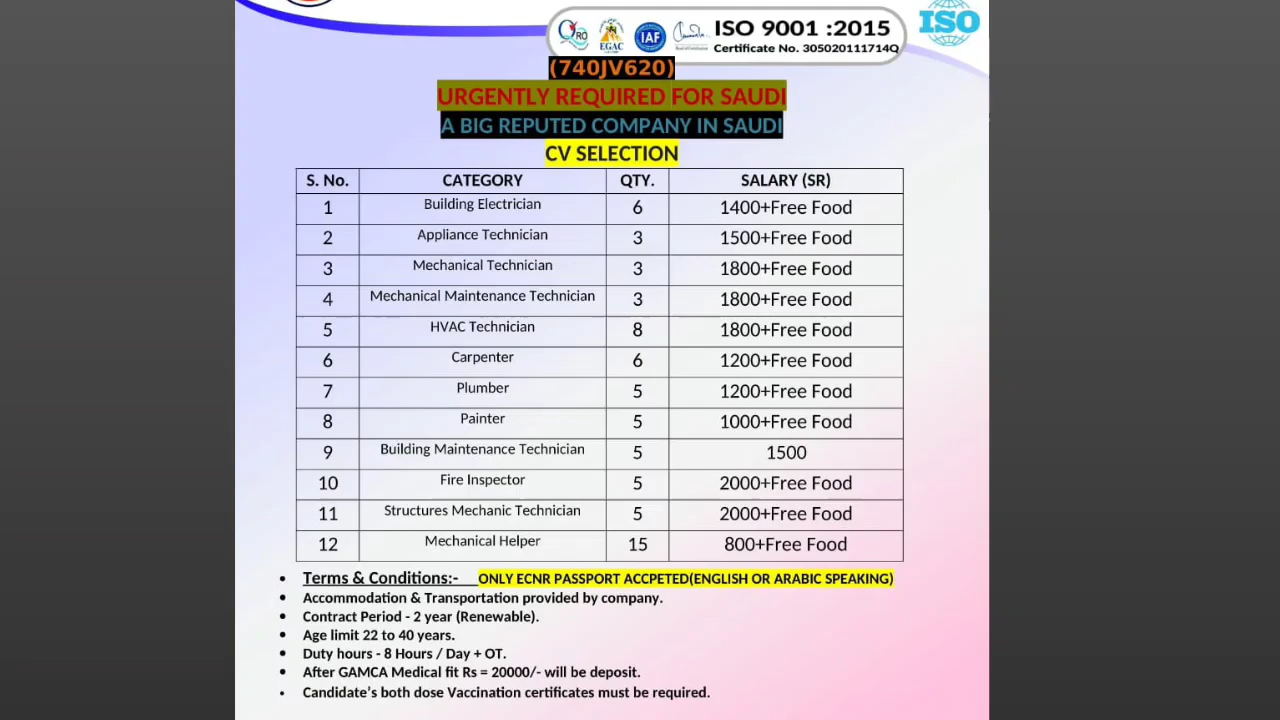 QRO
EGAC
IAF
ISO 9001 :2015
Certificate No. 305020111714Q
ISO
(740JV620)
URGENTLY REQUIRED FOR SAUDI
A BIG REPUTED COMPANY IN SAUDI
CV SELECTION
S. No. CATEGORY QTY. SALARY (SR)
1 Building Electrician 6 1400+Free Food
2 Appliance Technician 3 1500+Free Food
3 Mechanical Technician 3 1800+Free Food
4 Mechanical Maintenance Technician 3 1800+Free Food
5 HVAC Technician 8 1800+Free Food
6 Carpenter 6 1200+Free Food
7 Plumber 5 1200+Free Food
8 Painter 5 1000+Free Food
9 Building Maintenance Technician 5 1500
10 Fire Inspector 5 2000+Free Food
11 Structures Mechanic Technician 5 2000+Free Food
12 Mechanical Helper 15 800+Free Food
• Terms & Conditions:- ONLY ECNR PASSPORT ACCPETED(ENGLISH OR ARABIC SPEAKING)
• Accommodation & Transportation provided by company.
• Contract Period - 2 year (Renewable).
• Age limit 22 to 40 years.
• Duty hours - 8 Hours / Day + OT.
• After GAMCA Medical fit Rs = 20000/- will be deposit.
• Candidate's both dose Vaccination certificates must be required.